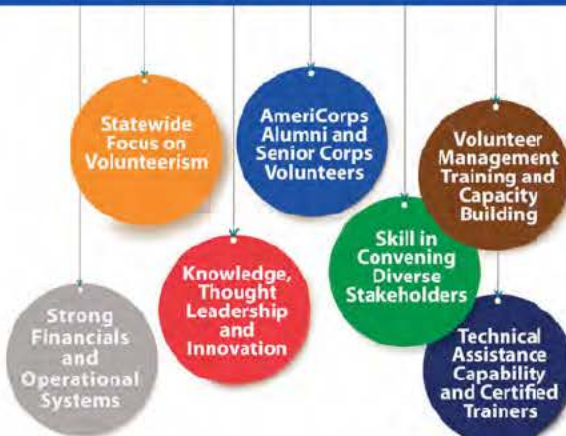 Statewide
Focus on
Volunteerism
AmeriCorps
Alumni and
Senior Corps
Volunteers
Volunteer
Management
Training and
Capacity
Building
Strong
Financials
and
Operational
Systems
Knowledge,
Thought
Leadership
and
Innovation
Skill in
Convening
Diverse
Stakeholders
Technical
Assistance
Capability
and Certified
Trainers